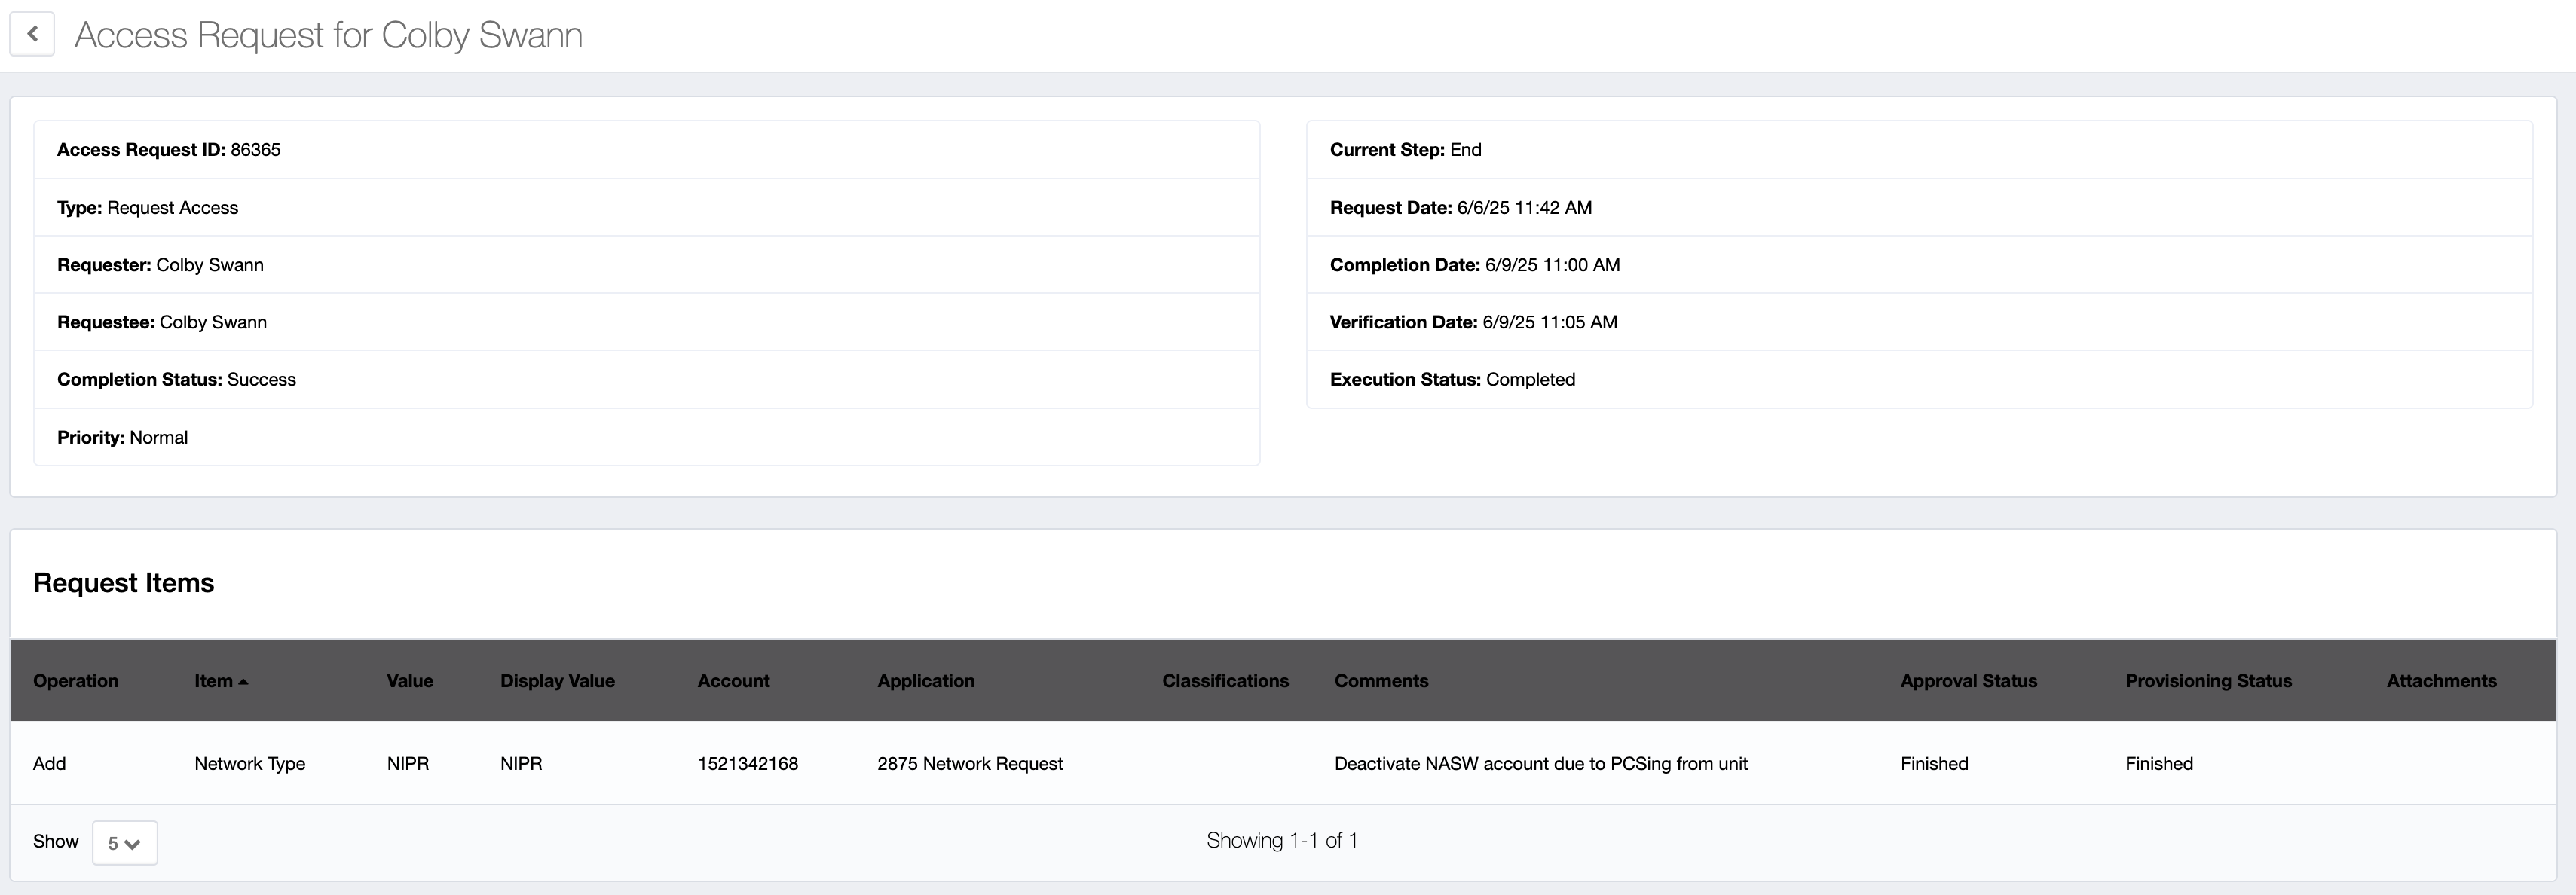 Access Request for Colby Swann
Access Request ID: 86365
Type: Request Access
Requester: Colby Swann
Requestee: Colby Swann
Completion Status: Success
Priority: Normal
Current Step: End
Request Date: 6/6/25 11:42 AM
Completion Date: 6/9/25 11:00 AM
Verification Date: 6/9/25 11:05 AM
Execution Status: Completed
Request Items
Operation Item Value Display Value Account Application Classifications Comments Approval Status Provisioning Status Attachments
Add Network Type NIPR NIPR 1521342168 2875 Network Request Deactivate NASW account due to PCSing from unit Finished Finished
Show 5 Showing 1-1 of 1